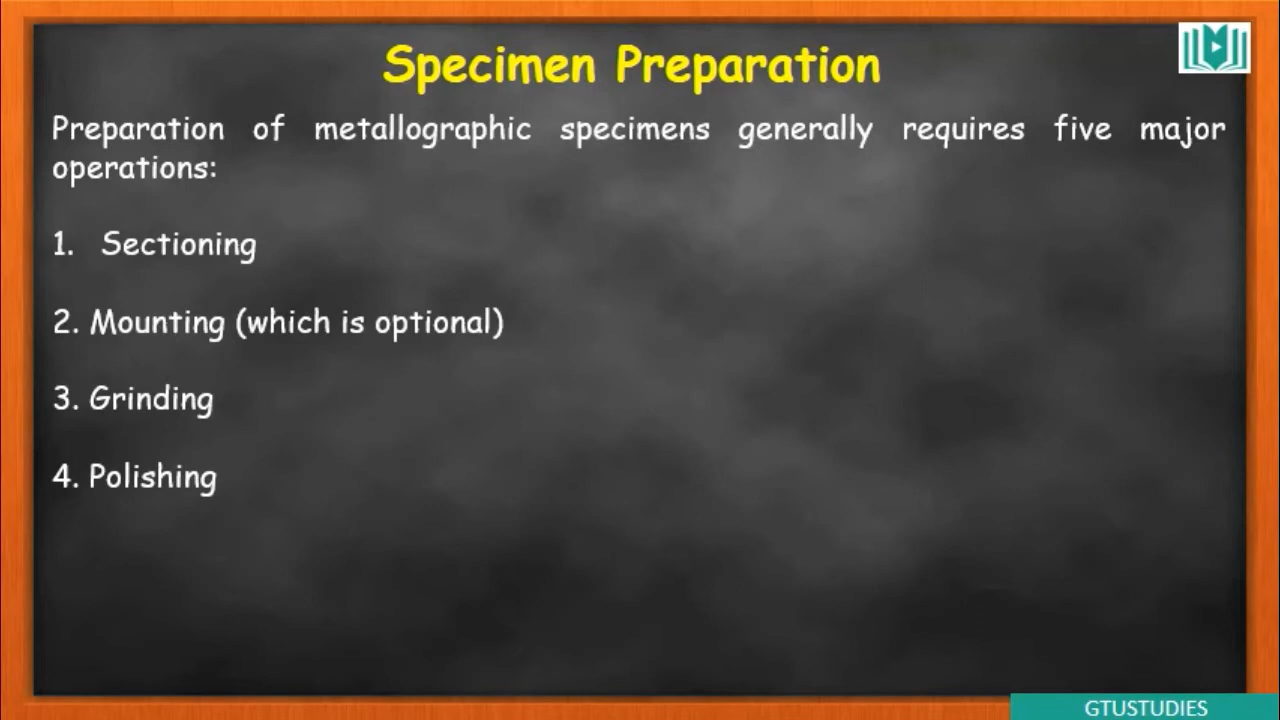 Specimen Preparation
Preparation of metallographic specimens generally requires five major
operations:
1. Sectioning
2. Mounting (which is optional)
3. Grinding
4. Polishing
GTUSTUDIES